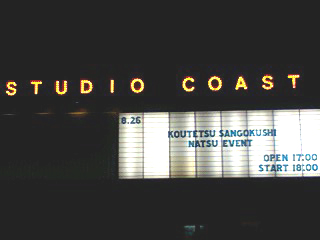 STUDIO COAST
8.26
KOUTETSU SANGOKUSHI
NATSU EVENT
OPEN 17:00
START 18:00